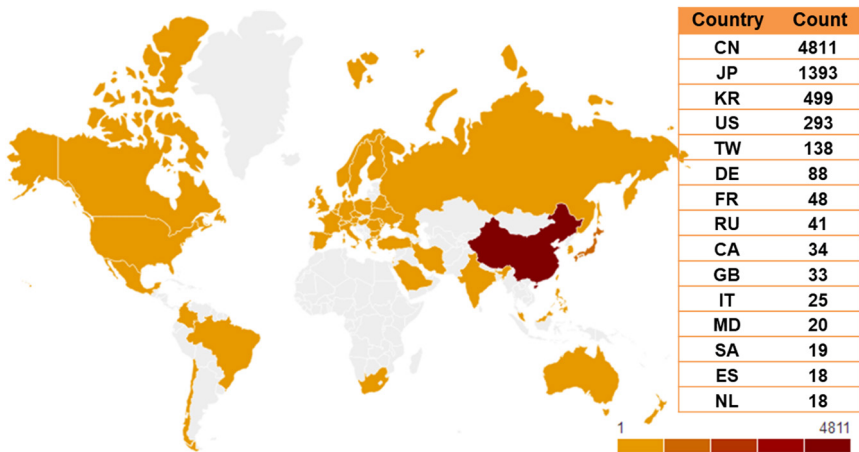 Country Count
CN 4811
JP 1393
KR 499
US 293
TW 138
DE 88
FR 48
RU 41
CA 34
GB 33
IT 25
MD 20
SA 19
ES 18
NL 18
1 4811